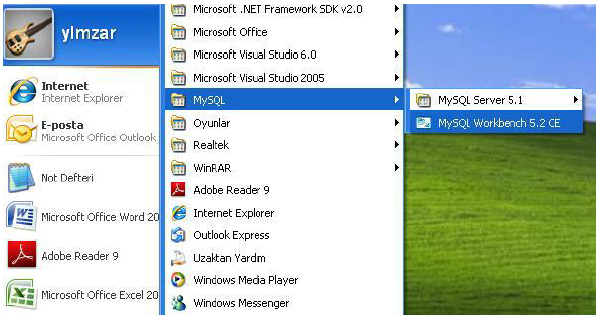 ylmzar
Internet
Internet Explorer
E-posta
Microsoft Office Outlook
Not Defteri
Microsoft Office Word 20
Adobe Reader 9
Microsoft Office Excel 20
Microsoft .NET Framework SDK v2.0
Microsoft Office
Microsoft Visual Studio 6.0
Microsoft Visual Studio 2005
MySQL
Oyunlar
Realtek
WinRAR
Adobe Reader 9
Internet Explorer
Outlook Express
Uzaktan Yardım
Windows Media Player
Windows Messenger
MySQL Server 5.1
MySQL Workbench 5.2 CE